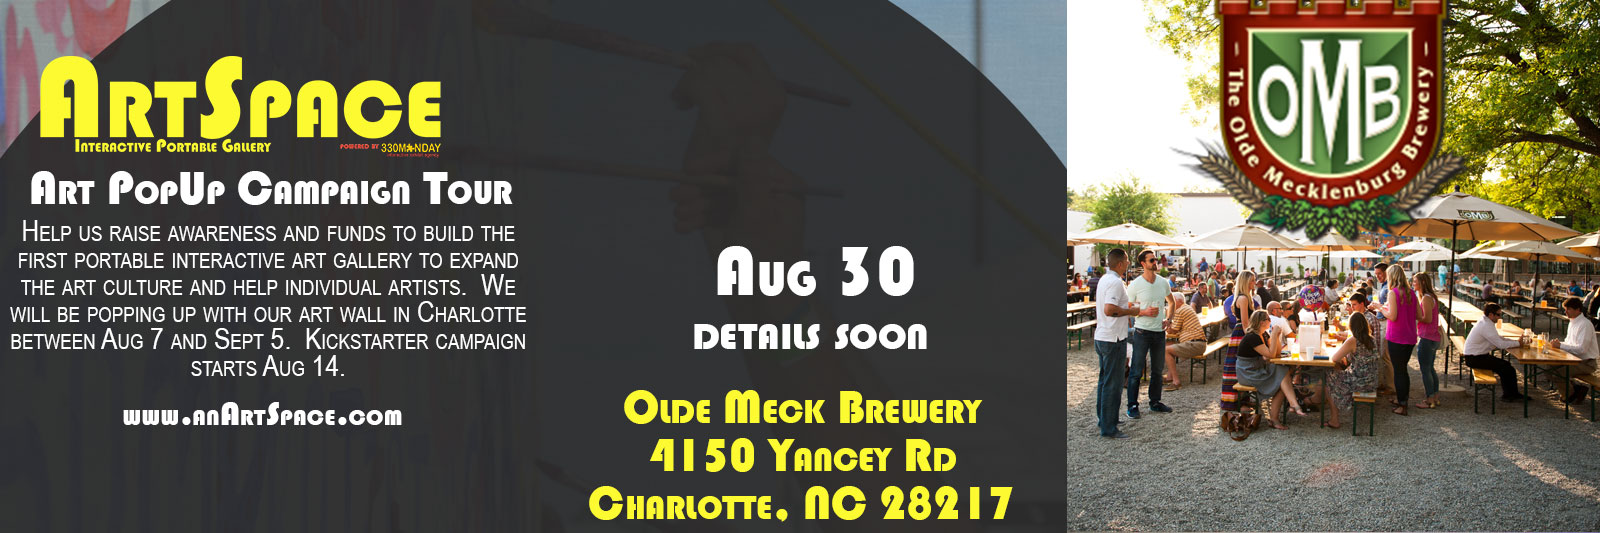 ArtSpace
Interactive Portable Gallery
POWERED BY 330MONDAY
Art PopUp Campaign Tour
Help us raise awareness and funds to build the
first portable interactive art gallery to expand
the art culture and help individual artists. We
will be popping up with our art wall in Charlotte
between Aug 7 and Sept 5. Kickstarter campaign
starts Aug 14.
www.anArtSpace.com
Aug 30
details soon
Olde Meck Brewery
4150 Yancey Rd
Charlotte, NC 28217
OMB
The Olde Mecklenburg Brewery
OMB